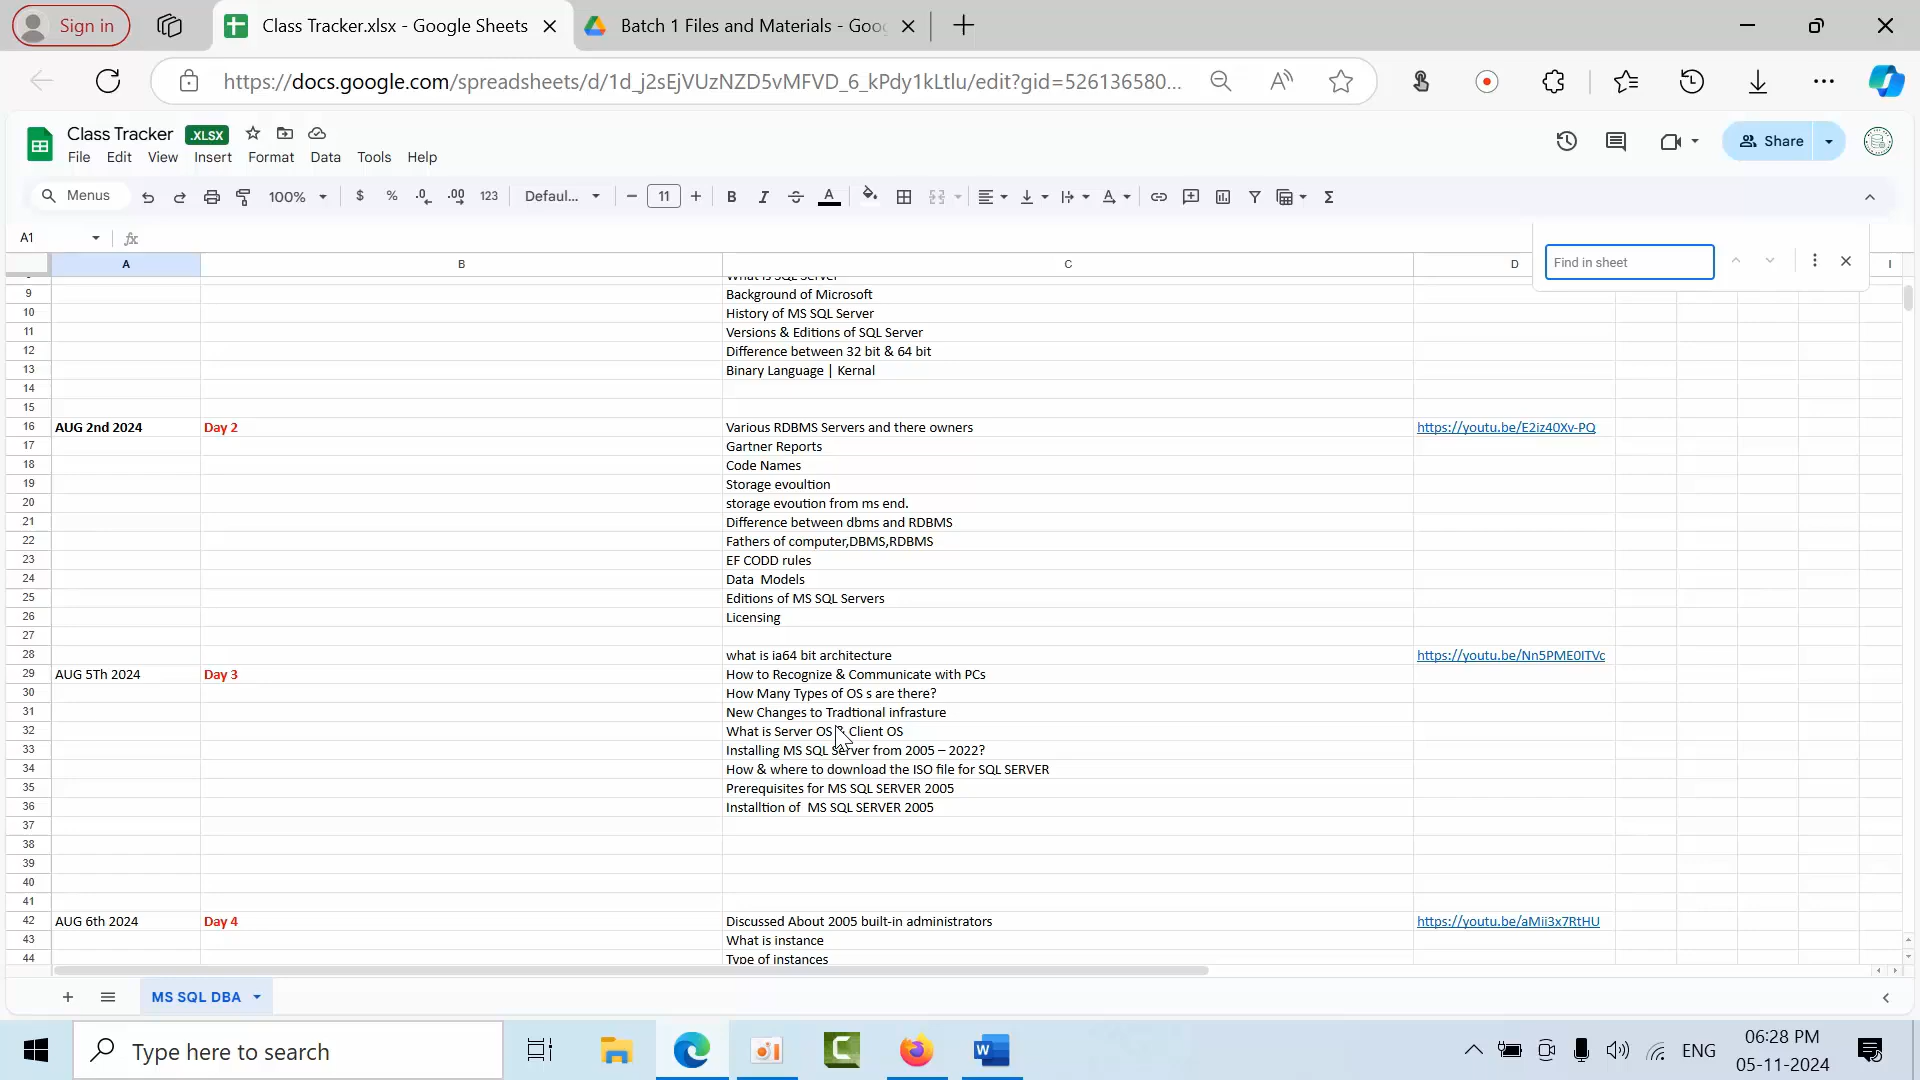 Sign in
Class Tracker.xlsx - Google Sheets
Batch 1 Files and Materials - Goo
https://docs.google.com/spreadsheets/d/1d_j2sEjVUzNZD5vMFVD_6_kPdy1kLtlu/edit?gid=526136580...
Class Tracker .XLSX
File Edit View Insert Format Data Tools Help
Share
Menus 100% $ % .0 .00 123 Defaul... 11 B I A
A1 fx
Find in sheet
A B C D I
9 Background of Microsoft
10 History of MS SQL Server
11 Versions & Editions of SQL Server
12 Difference between 32 bit & 64 bit
13 Binary Language | Kernal
14
15
16 AUG 2nd 2024 Day 2 Various RDBMS Servers and there owners https://youtu.be/E2iz40Xv-PQ
17 Gartner Reports
18 Code Names
19 Storage evoultion
20 storage evoution from ms end.
21 Difference between dbms and RDBMS
22 Fathers of computer,DBMS,RDBMS
23 EF CODD rules
24 Data Models
25 Editions of MS SQL Servers
26 Licensing
27
28 what is ia64 bit architecture https://youtu.be/Nn5PME0ITVc
29 AUG 5Th 2024 Day 3 How to Recognize & Communicate with PCs
30 How Many Types of OS s are there?
31 New Changes to Tradtional infrasture
32 What is Server OS & Client OS
33 Installing MS SQL Server from 2005 – 2022?
34 How & where to download the ISO file for SQL SERVER
35 Prerequisites for MS SQL SERVER 2005
36 Installtion of MS SQL SERVER 2005
37
38
39
40
41
42 AUG 6th 2024 Day 4 Discussed About 2005 built-in administrators https://youtu.be/aMii3x7RtHU
43 What is instance
44 Type of instances
MS SQL DBA
Type here to search
ENG
06:28 PM
05-11-2024